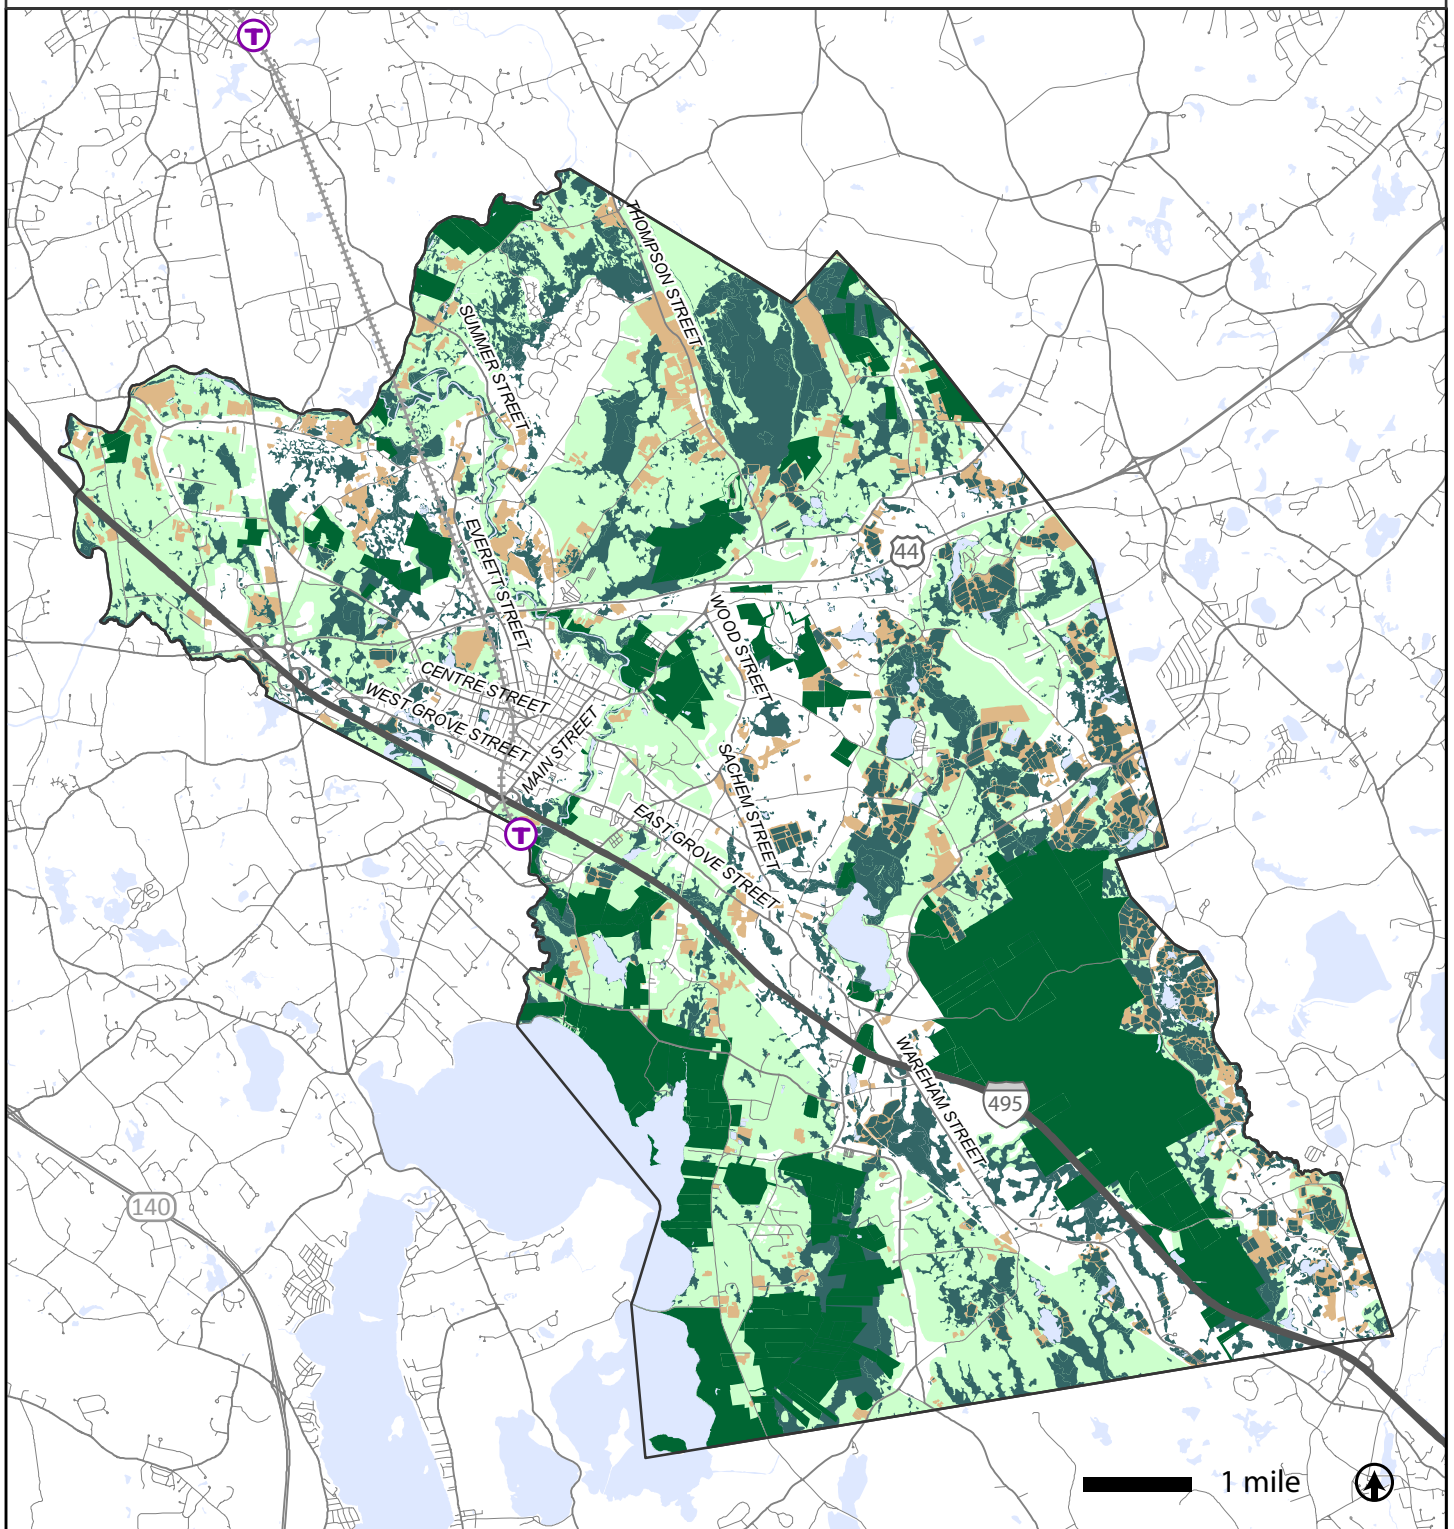 T
THOMPSON STREET
SUMMER STREET
EVERETT STREET
44
WOOD STREET
CENTRE STREET
WEST GROVE STREET
MAIN STREET
SACHEM STREET
EAST GROVE STREET
T
WAREHAM STREET
495
140
1 mile